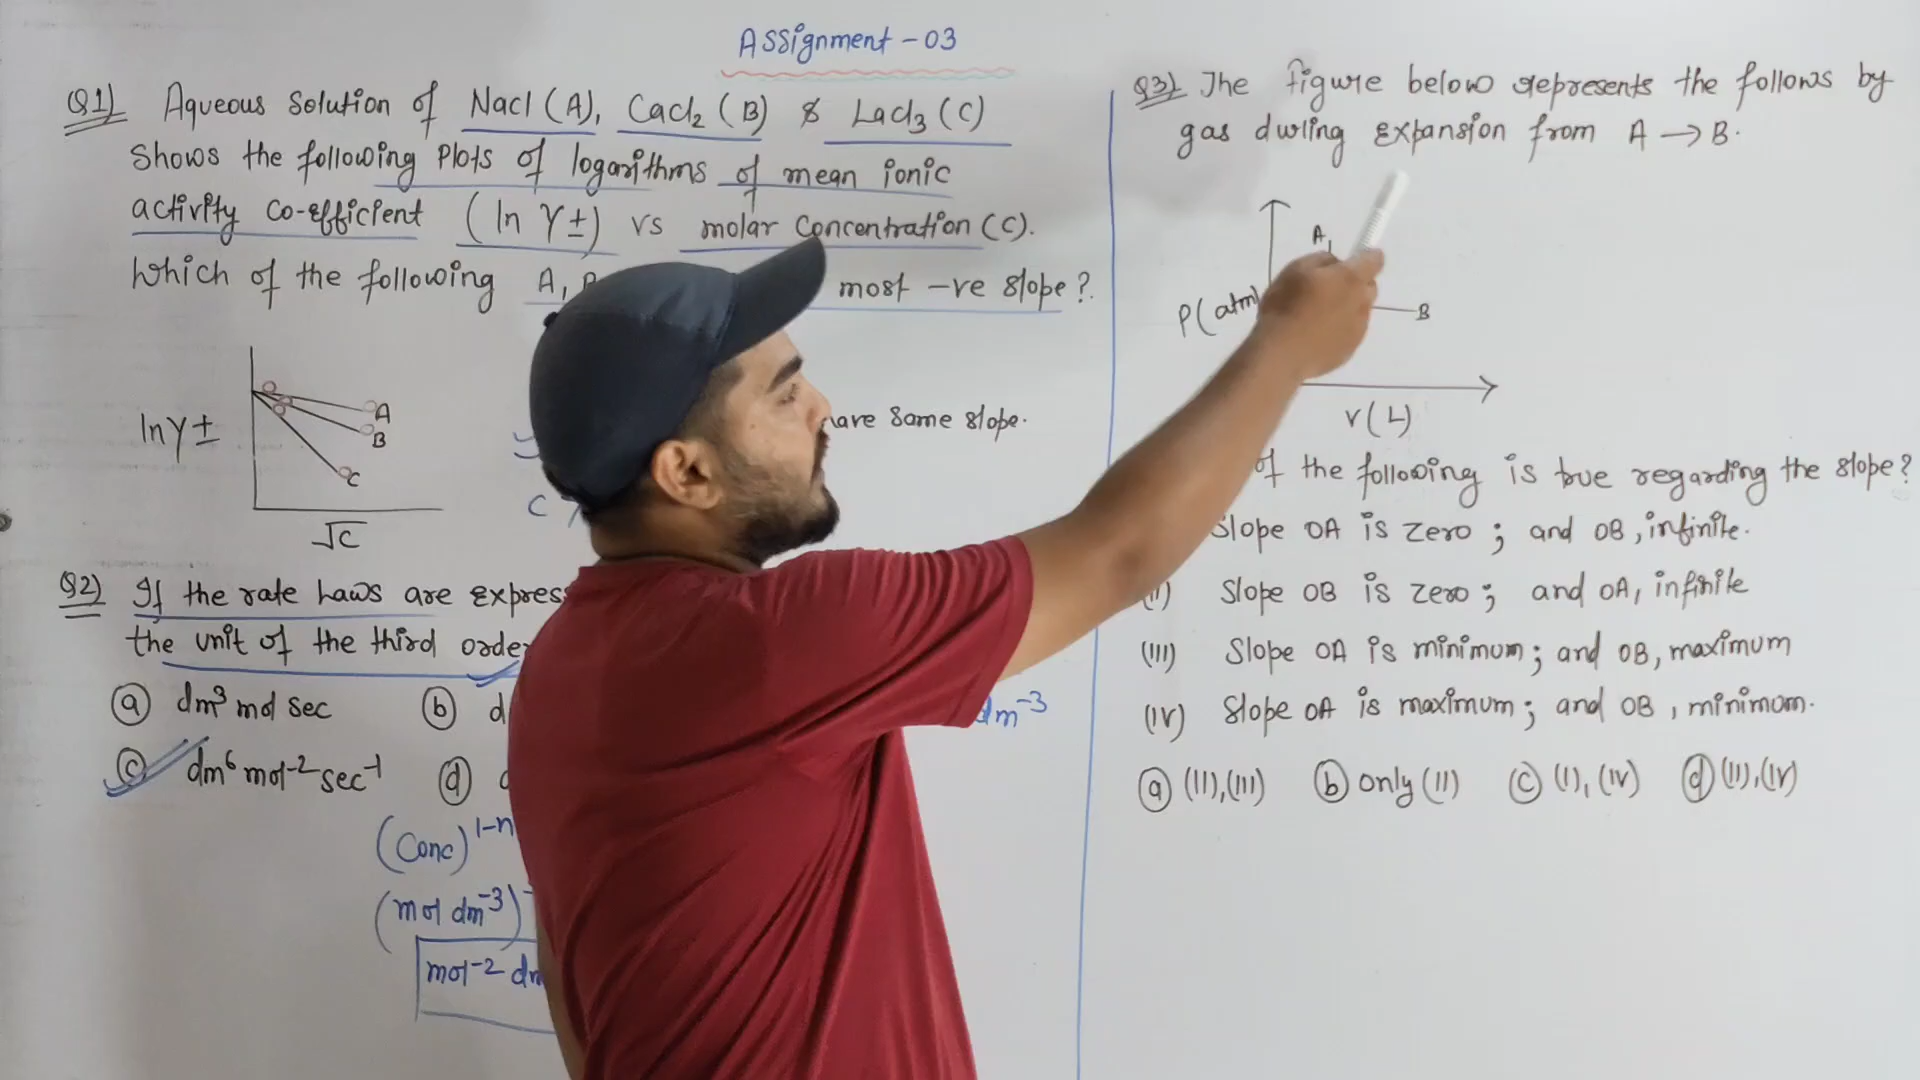 Assignment - 03
Q1) Aqueous Solution of Nacl (A), Cacl₂ (B) & Lacl₃ (C)
Shows the following Plots of logarithms of mean ionic
activity Co-efficient (ln γ±) vs molar Concentration (C).
Which of the following A, B most -ve slope?
lnγ±
A
B
C
√C
have same slope.
C
Q2) If the rate Laws are
the unit of the third
ⓐ dm⁹ mol sec
ⓑ d
dm⁻³
ⓒ dm⁶ mol⁻² sec⁻¹
ⓓ
(Conc)¹⁻ⁿ
(mol dm⁻³)
mol⁻²
Q3) The figure below represents the follows by
gas during expansion from A → B.
A
P(atm)
B
V(L)
of the following is true regarding the slope?
Slope OA is zero ; and OB, infinite.
Slope OB is zero ; and OA, infinite
(III) Slope OA is minimum ; and OB, maximum
(IV) Slope OA is maximum ; and OB, minimum.
ⓐ (II),(III) ⓑ only (II) ⓒ (I),(IV) ⓓ (II),(IV)